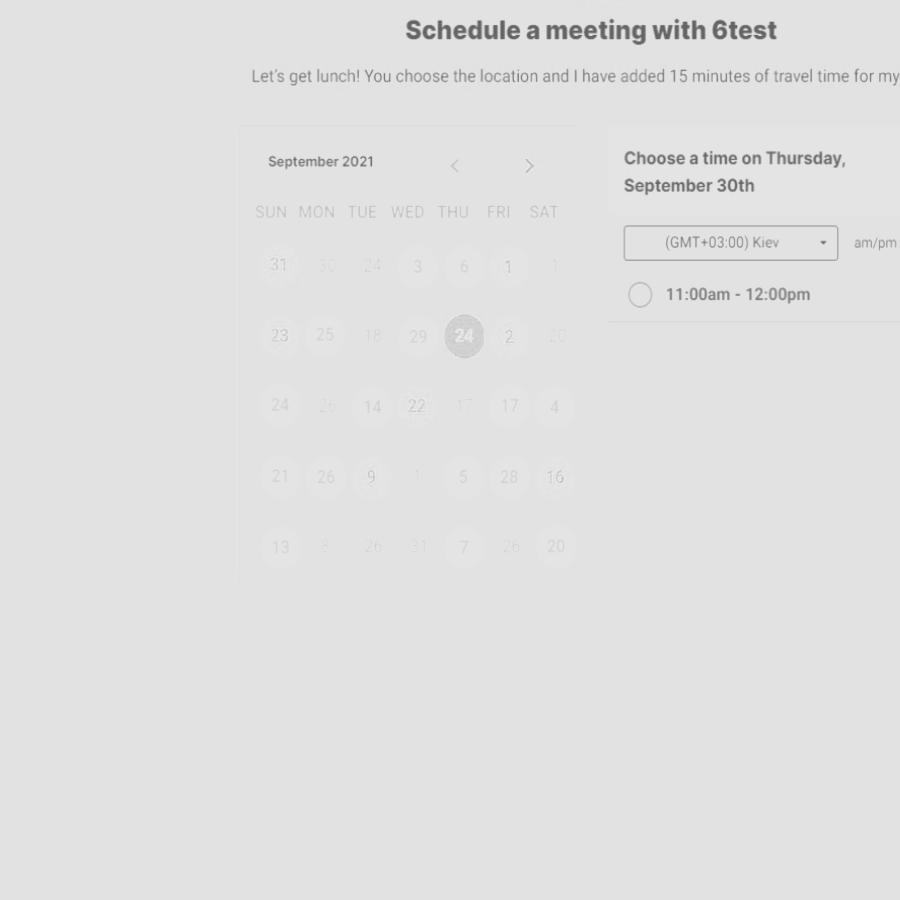 Schedule a meeting with 6test
Let's get lunch! You choose the location and I have added 15 minutes of travel time for my
September 2021
SUN MON TUE WED THU FRI SAT
31 30 24 3 6 1 1
23 25 18 29 24 2 20
24 26 14 22 17 17 4
21 26 9 1 5 28 16
13 8 26 31 7 26 20
Choose a time on Thursday,
September 30th
(GMT+03:00) Kiev am/pm
11:00am - 12:00pm